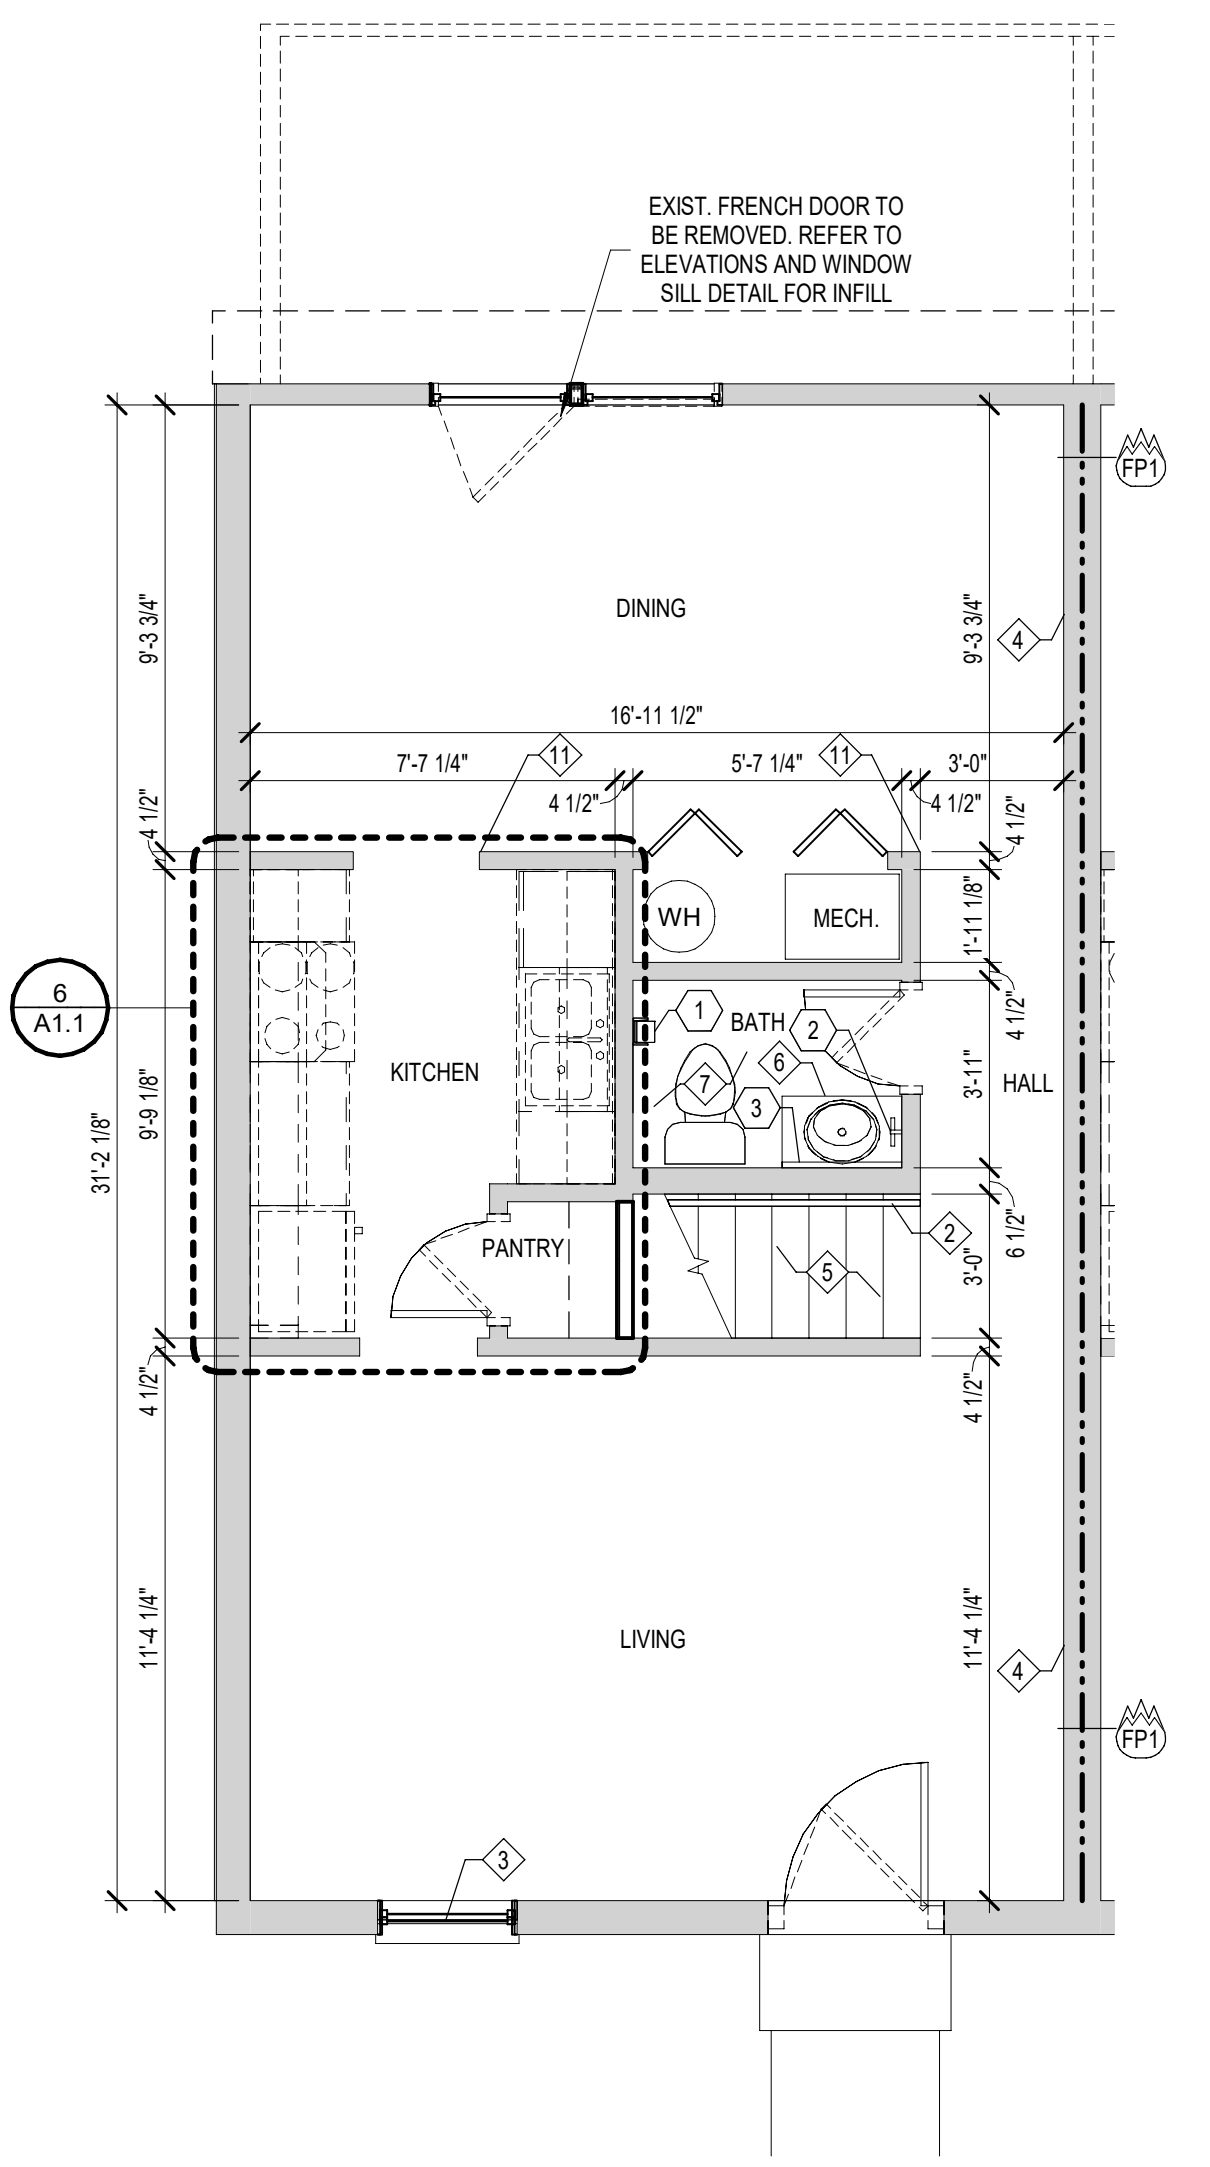 EXIST. FRENCH DOOR TO
BE REMOVED. REFER TO
ELEVATIONS AND WINDOW
SILL DETAIL FOR INFILL
FP1
9'-3 3/4"
DINING
9'-3 3/4"
4
16'-11 1/2"
7'-7 1/4"
11
5'-7 1/4"
11
3'-0"
4 1/2"
4 1/2"
4 1/2"
4 1/2"
WH
MECH.
1'-11 1/8"
6
A1.1
1
BATH
2
4 1/2"
KITCHEN
6
7
3
3'-11"
HALL
9'-9 1/8"
31'-2 1/8"
PANTRY
2
5
6 1/2"
3'-0"
4 1/2"
4 1/2"
11'-4 1/4"
LIVING
11'-4 1/4"
4
FP1
3